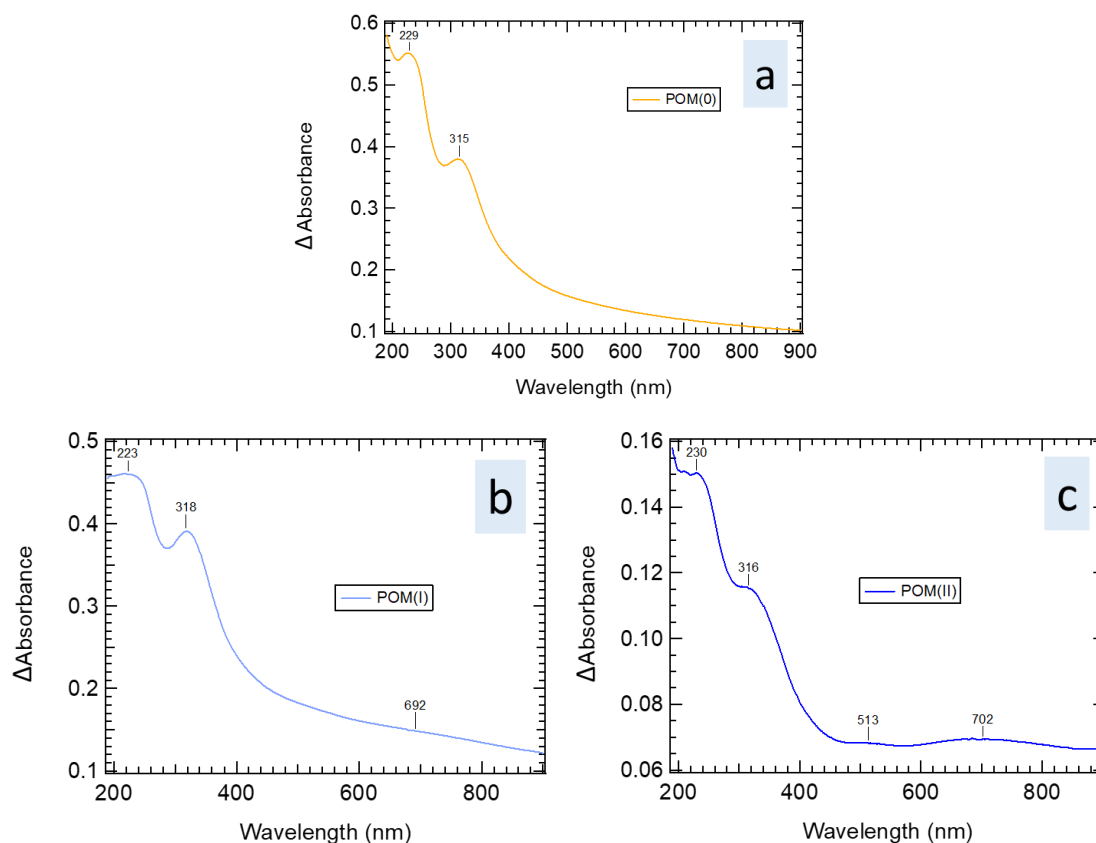 0.6
229
a
POM(0)
0.5
315
0.4
Δ Absorbance
0.3
0.2
0.1
200 300 400 500 600 700 800 900
Wavelength (nm)
0.5
223
b
318
0.4
POM(I)
0.3
ΔAbsorbance
692
0.2
0.1
200 400 600 800
Wavelength (nm)
0.16
230
c
0.14
316
0.12
POM(II)
0.10
ΔAbsorbance
0.08
513 702
0.06
200 400 600 800
Wavelength (nm)